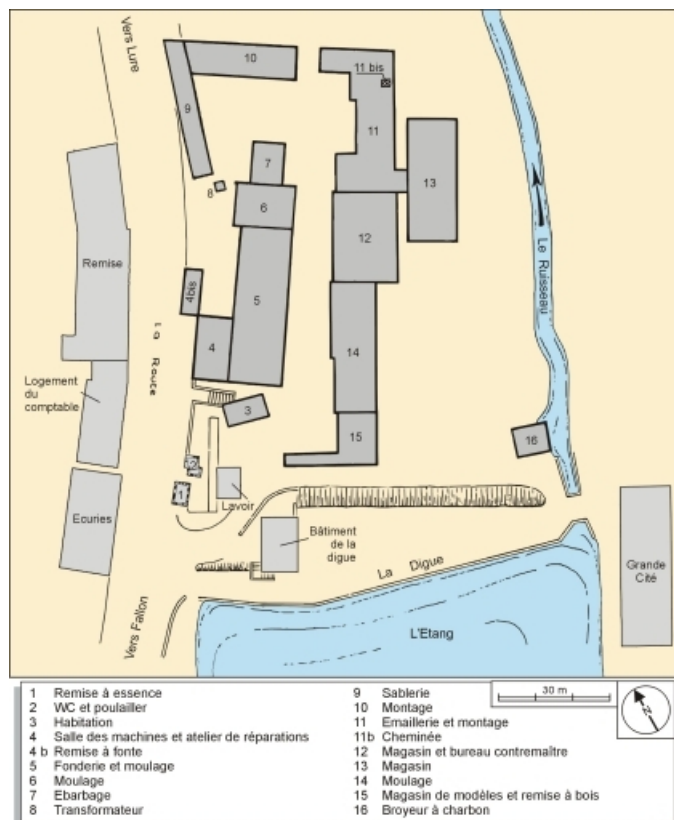 Vers Lure
10
11 bis
9
11
7
13
8
6
12
Remise
4bis
5
Le Ruisseau
La Route
4
14
Logement
du
comptable
3
15
16
2
1
Lavoir
Ecuries
Bâtiment
de la
digue
La Digue
Grande
Cité
Vers Fallon
L'Etang
1 Remise à essence
2 WC et poulailler
3 Habitation
4 Salle des machines et atelier de réparations
4 b Remise à fonte
5 Fonderie et moulage
6 Moulage
7 Ebarbage
8 Transformateur
9 Sablerie
10 Montage
11 Emaillerie et montage
11b Cheminée
12 Magasin et bureau contremaître
13 Magasin
14 Moulage
15 Magasin de modèles et remise à bois
16 Broyeur à charbon
30 m
N